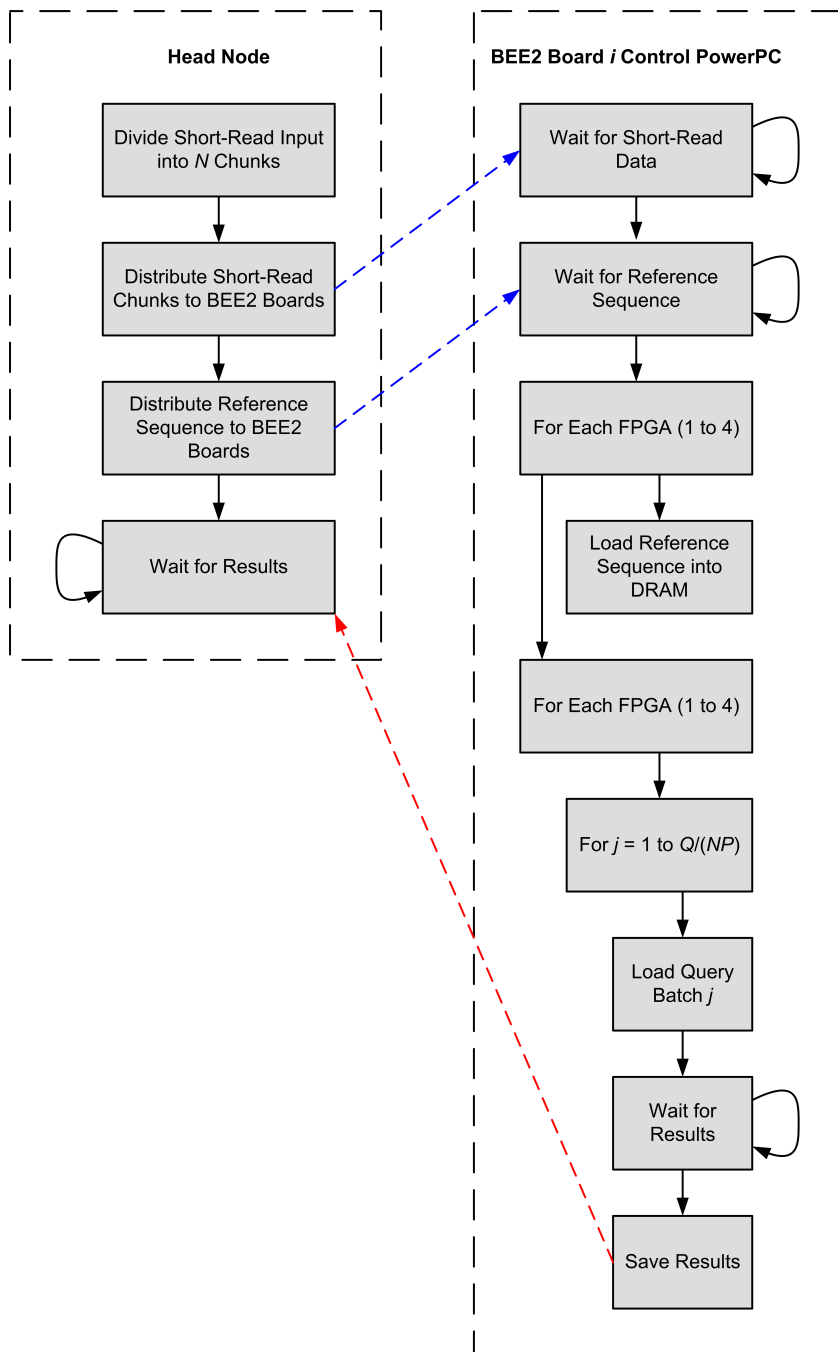 Head Node
Divide Short-Read Input
into N Chunks
Distribute Short-Read
Chunks to BEE2 Boards
Distribute Reference
Sequence to BEE2
Boards
Wait for Results
BEE2 Board i Control PowerPC
Wait for Short-Read
Data
Wait for Reference
Sequence
For Each FPGA (1 to 4)
Load Reference
Sequence into
DRAM
For Each FPGA (1 to 4)
For j = 1 to Q/(NP)
Load Query
Batch j
Wait for
Results
Save Results